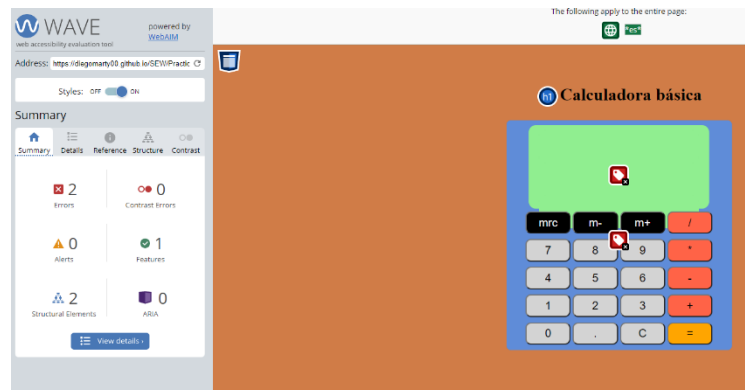 WAVE
web accessibility evaluation tool
powered by
WebAIM
Address: https://diegomarty00.github.io/SEW/Practic
Styles: OFF ON
Summary
Summary Details Reference Structure Contrast
2
Errors
0
Contrast Errors
0
Alerts
1
Features
2
Structural Elements
0
ARIA
View details ›
The following apply to the entire page:
*es*
h1 Calculadora básica
mrc m- m+ /
7 8 9 *
4 5 6 -
1 2 3 +
0 . C =